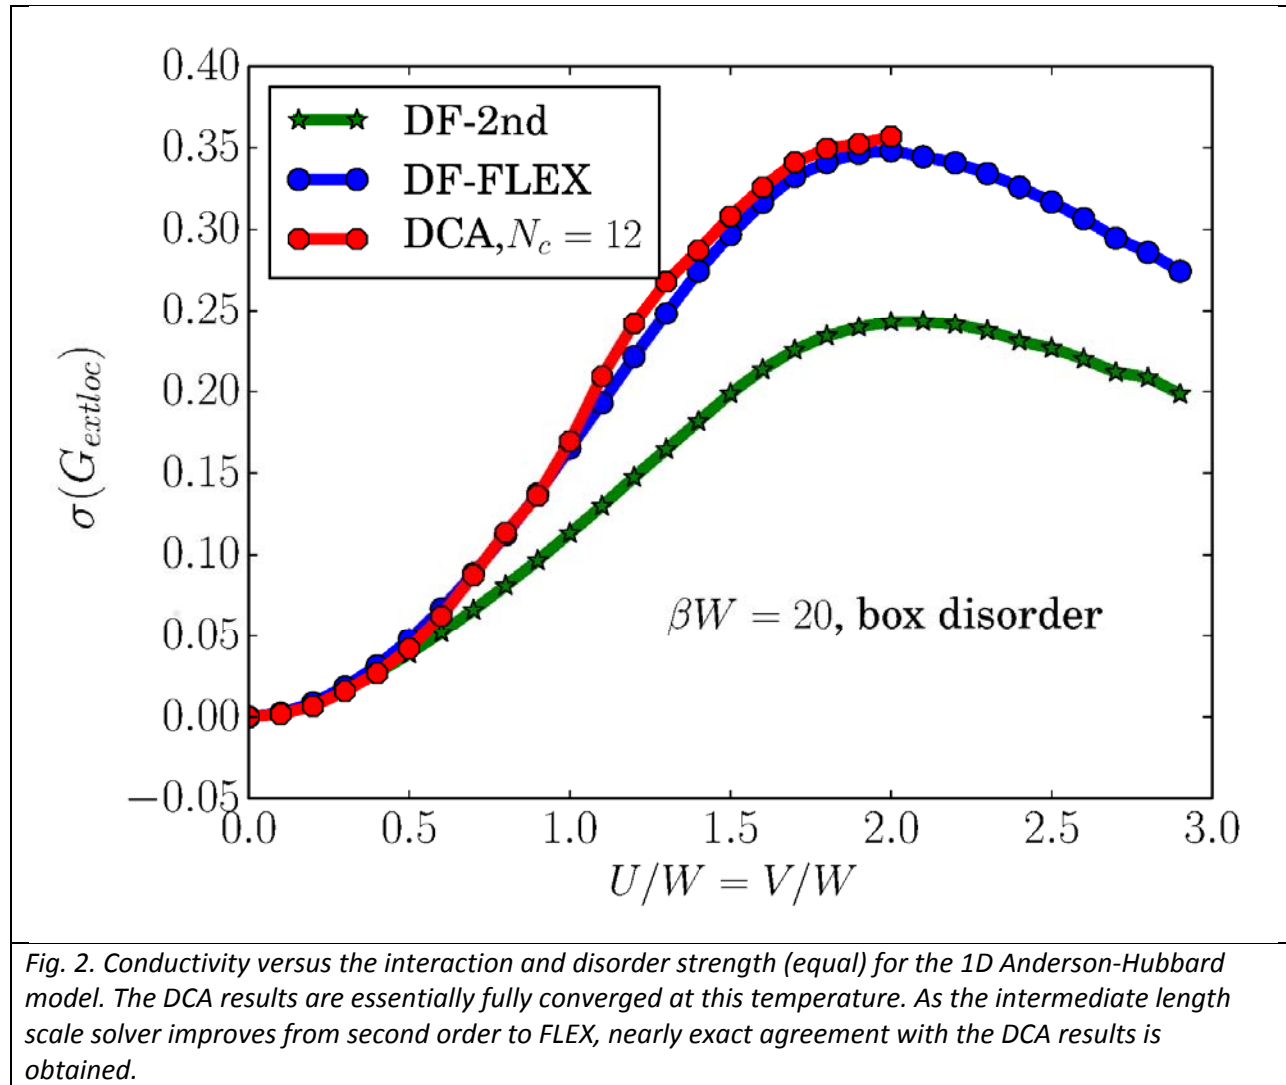 0.40
0.35
0.30
0.25
0.20
0.15
0.10
0.05
0.00
−0.05
σ(G_extloc)
DF-2nd
DF-FLEX
DCA, N_c = 12
βW = 20, box disorder
0.0 0.5 1.0 1.5 2.0 2.5 3.0
U/W = V/W
Fig. 2. Conductivity versus the interaction and disorder strength (equal) for the 1D Anderson-Hubbard
model. The DCA results are essentially fully converged at this temperature. As the intermediate length
scale solver improves from second order to FLEX, nearly exact agreement with the DCA results is
obtained.